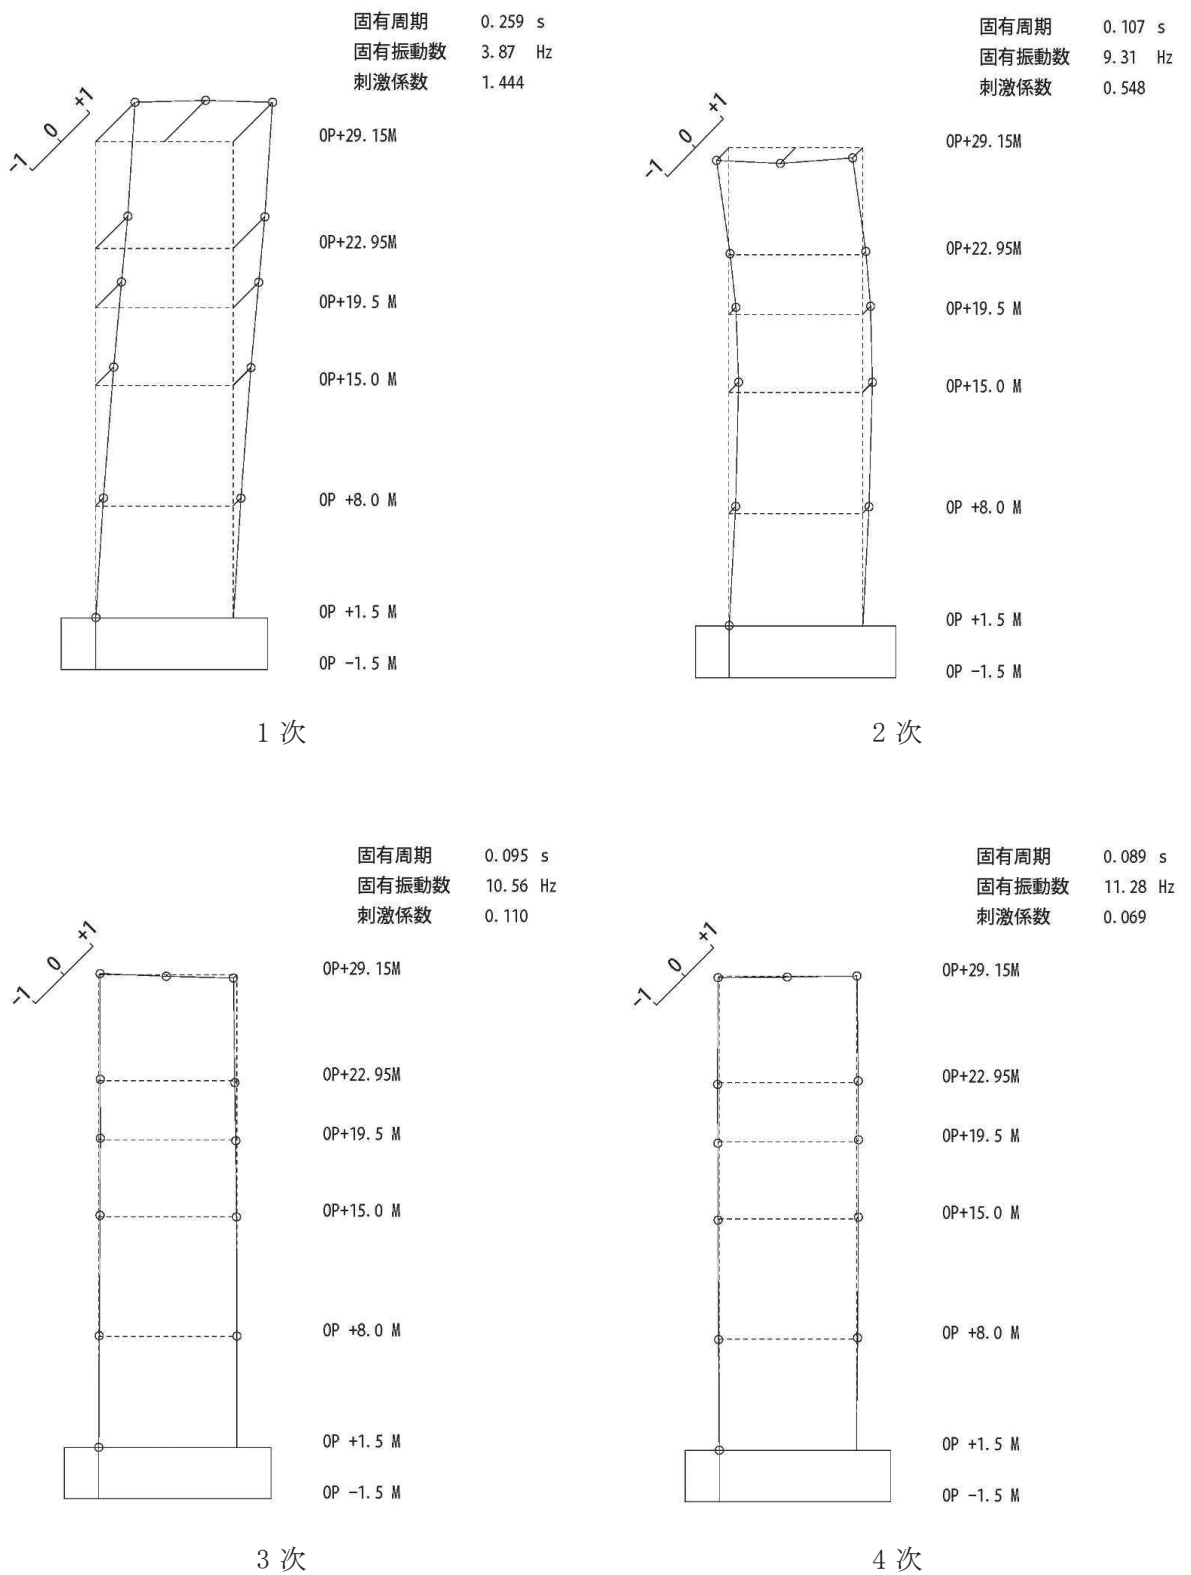 固有周期 0.259 s
固有振動数 3.87 Hz
刺激係数 1.444
-1 0 +1
OP+29.15M
OP+22.95M
OP+19.5 M
OP+15.0 M
OP +8.0 M
OP +1.5 M
OP -1.5 M
1次
固有周期 0.107 s
固有振動数 9.31 Hz
刺激係数 0.548
-1 0 +1
OP+29.15M
OP+22.95M
OP+19.5 M
OP+15.0 M
OP +8.0 M
OP +1.5 M
OP -1.5 M
2次
固有周期 0.095 s
固有振動数 10.56 Hz
刺激係数 0.110
-1 0 +1
OP+29.15M
OP+22.95M
OP+19.5 M
OP+15.0 M
OP +8.0 M
OP +1.5 M
OP -1.5 M
3次
固有周期 0.089 s
固有振動数 11.28 Hz
刺激係数 0.069
-1 0 +1
OP+29.15M
OP+22.95M
OP+19.5 M
OP+15.0 M
OP +8.0 M
OP +1.5 M
OP -1.5 M
4次